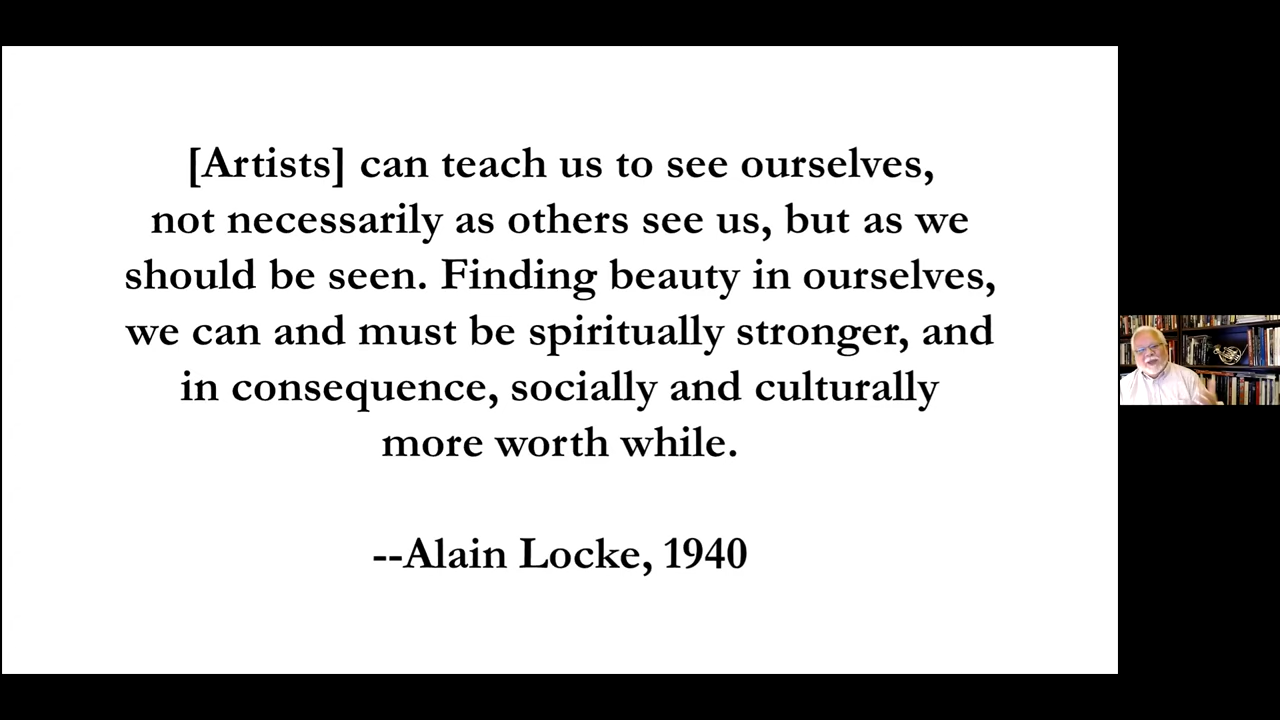 [Artists] can teach us to see ourselves,
not necessarily as others see us, but as we
should be seen. Finding beauty in ourselves,
we can and must be spiritually stronger, and
in consequence, socially and culturally
more worth while.
--Alain Locke, 1940